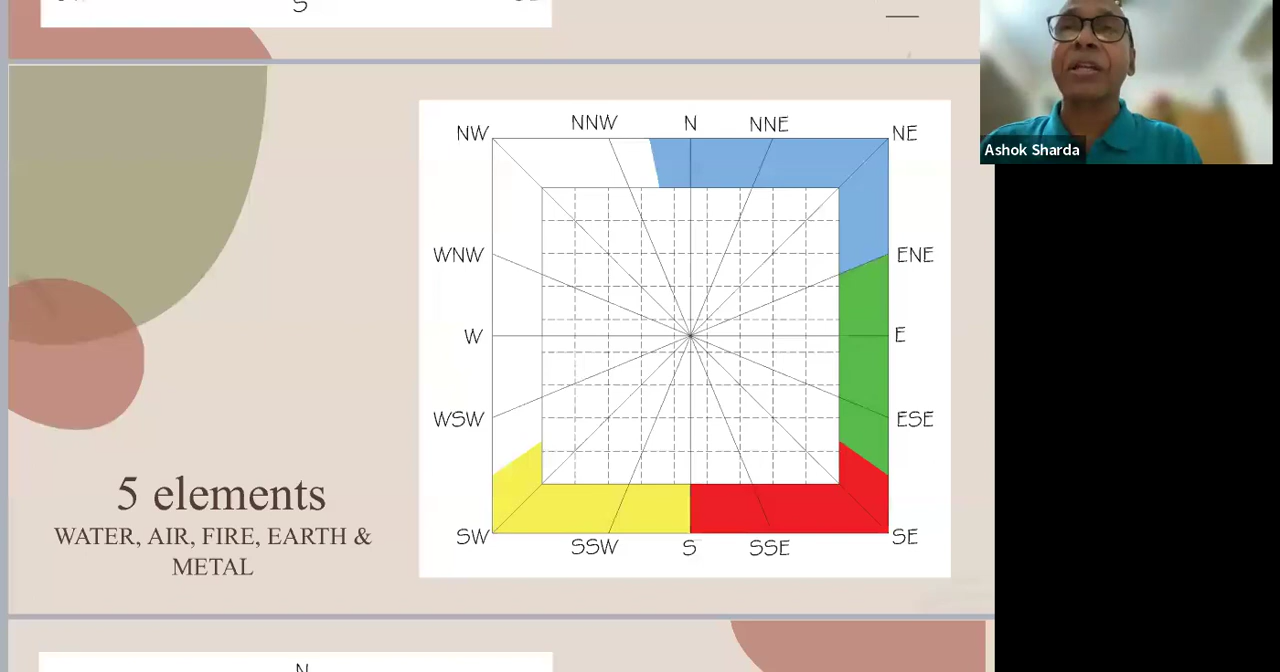 NW NNW N NNE NE
WNW ENE
W E
WSW ESE
SW SSW S SSE SE
5 elements
WATER, AIR, FIRE, EARTH &
METAL
N
Ashok Sharda